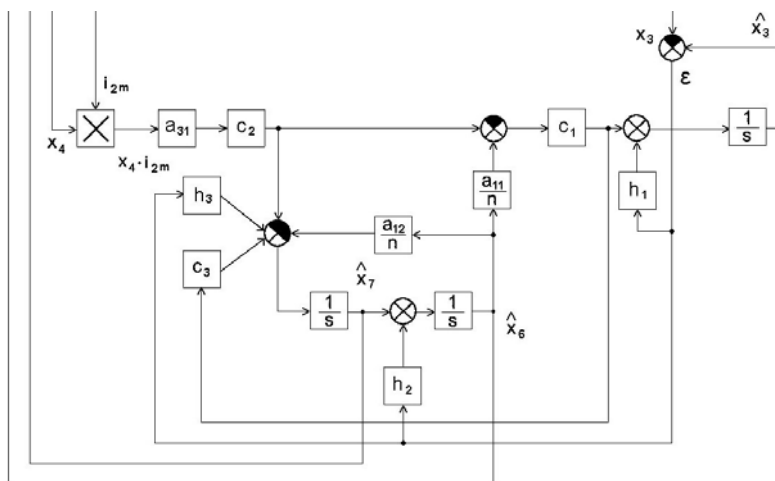 x₃
x̂₃
ε
i₂ₘ
x₄
x₄·i₂ₘ
a₃₁
c₂
c₁
1/s
a₁₁/n
h₁
h₃
a₁₂/n
c₃
x̂₇
1/s
1/s
x̂₆
h₂